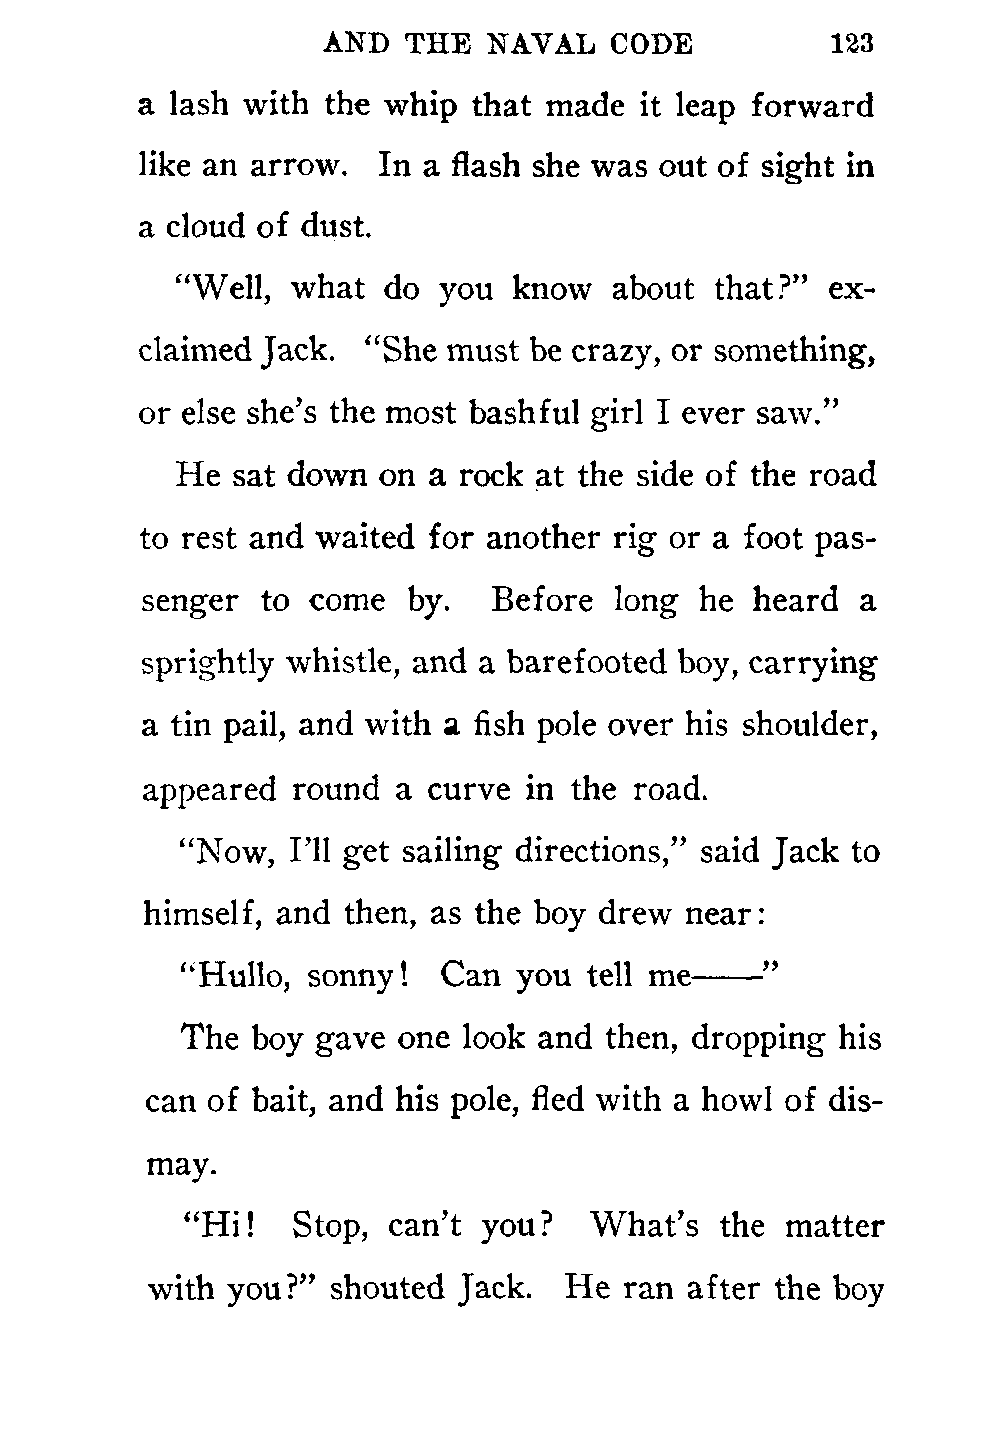 AND THE NAVAL CODE 123
a lash with the whip that made it leap forward
like an arrow. In a flash she was out of sight in
a cloud of dust.
“Well, what do you know about that?” ex-
claimed Jack. “She must be crazy, or something,
or else she’s the most bashful girl I ever saw.”
He sat down on a rock at the side of the road
to rest and waited for another rig or a foot pas-
senger to come by. Before long he heard a
sprightly whistle, and a barefooted boy, carrying
a tin pail, and with a fish pole over his shoulder,
appeared round a curve in the road.
“Now, I’ll get sailing directions,” said Jack to
himself, and then, as the boy drew near:
“Hullo, sonny! Can you tell me——”
The boy gave one look and then, dropping his
can of bait, and his pole, fled with a howl of dis-
may.
“Hi! Stop, can’t you? What’s the matter
with you?” shouted Jack. He ran after the boy